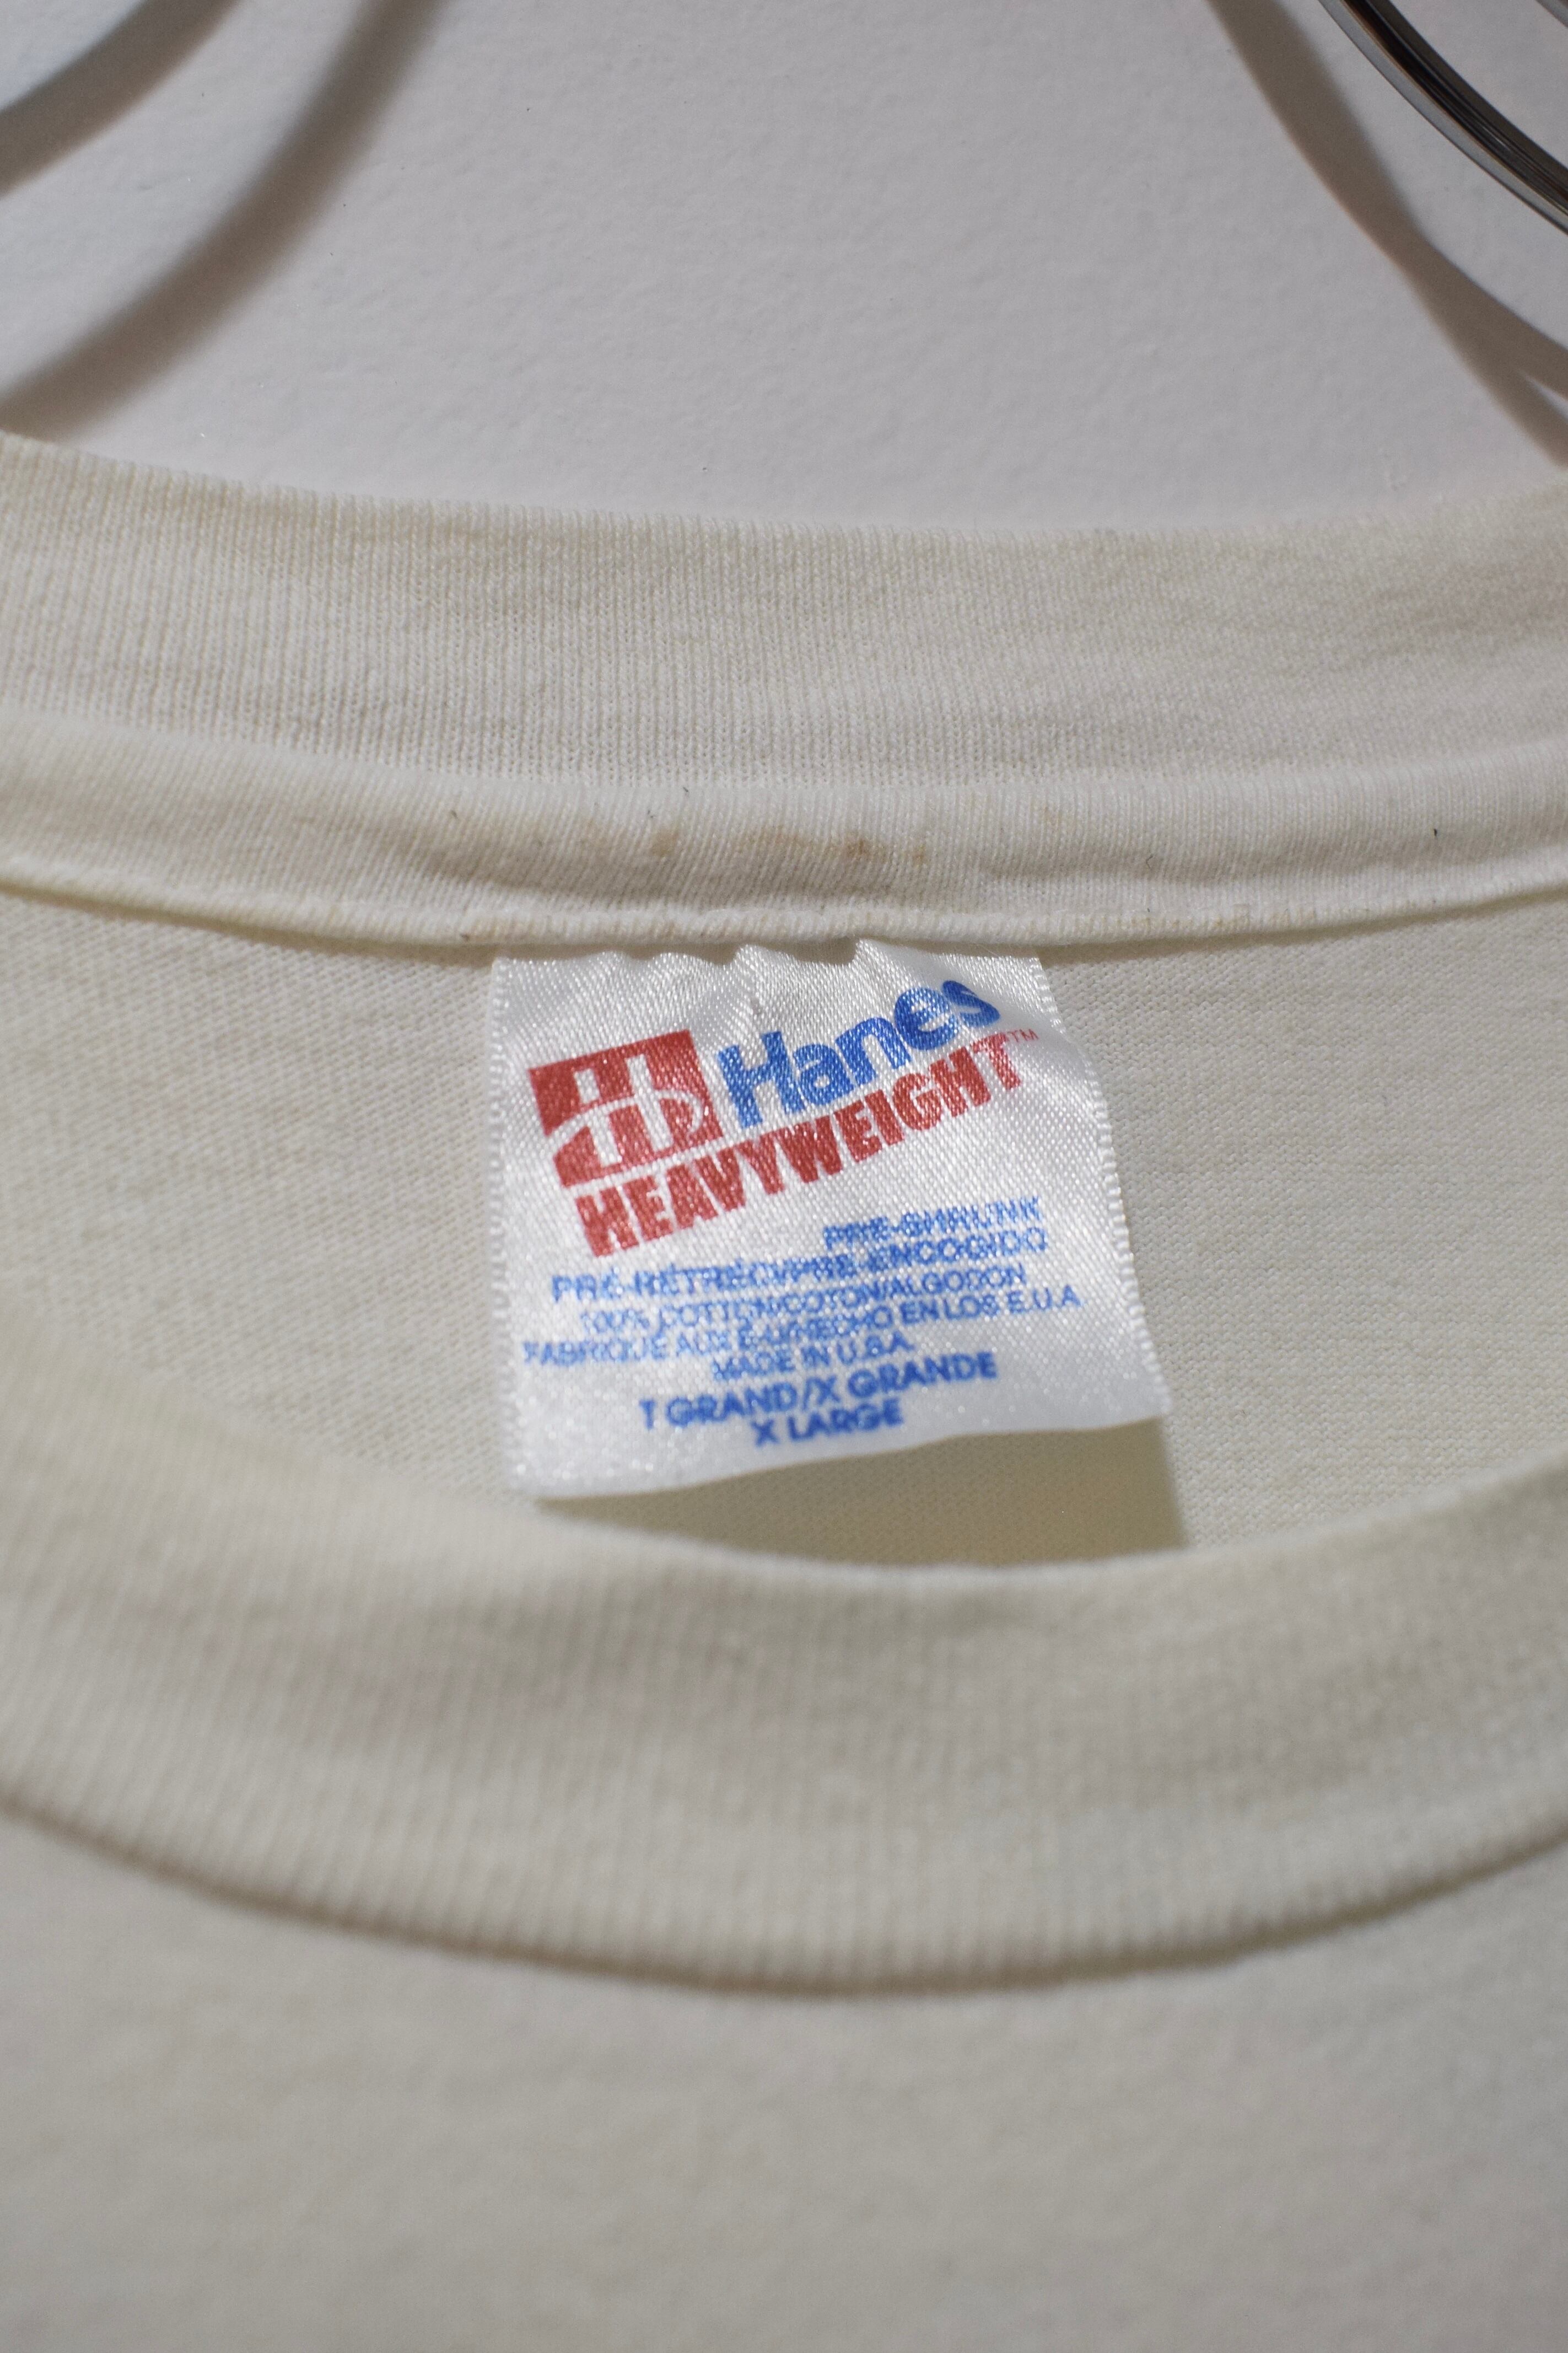 Hanes
HEAVYWEIGHT™
PRE-SHRUNK
PRÉ-RÉTRÉCI/PRE-ENCOGIDO
100% COTTON/COTON/ALGODON
FABRIQUÉ AUX É-U/HECHO EN LOS E.U.A
MADE IN U.S.A.
T GRAND/X GRANDE
X LARGE